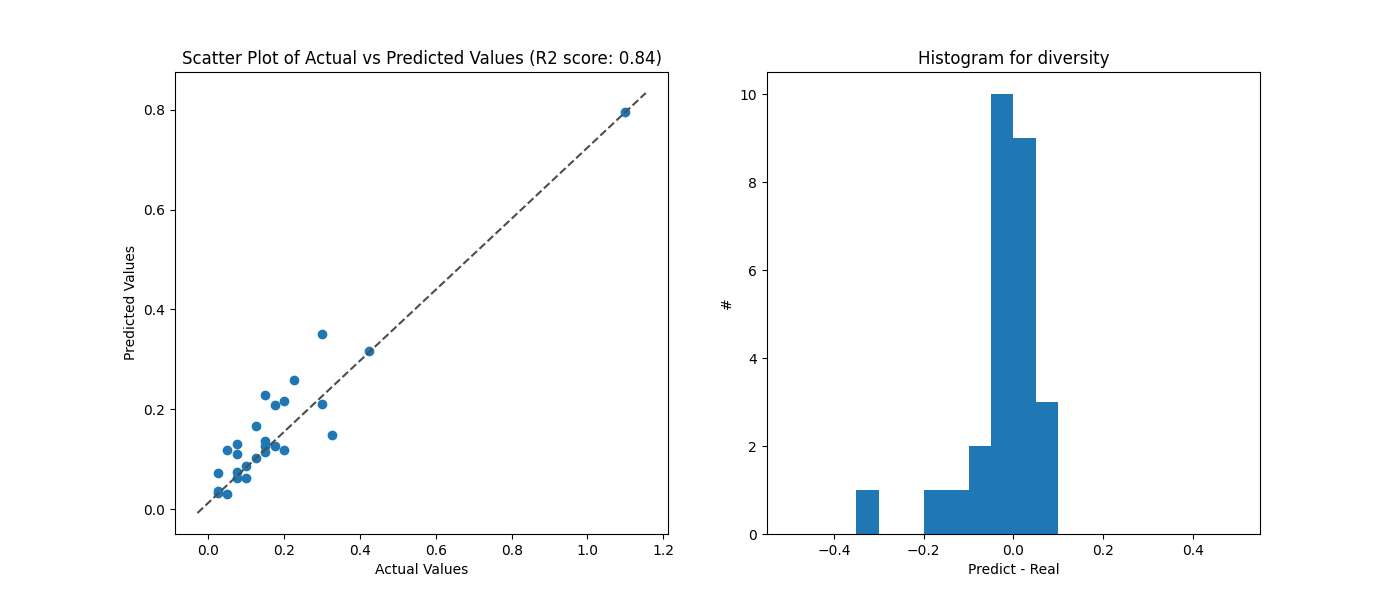 Scatter Plot of Actual vs Predicted Values (R2 score: 0.84)
Predicted Values
0.8
0.6
0.4
0.2
0.0
0.0 0.2 0.4 0.6 0.8 1.0 1.2
Actual Values
Histogram for diversity
#
10
8
6
4
2
0
−0.4 −0.2 0.0 0.2 0.4
Predict - Real